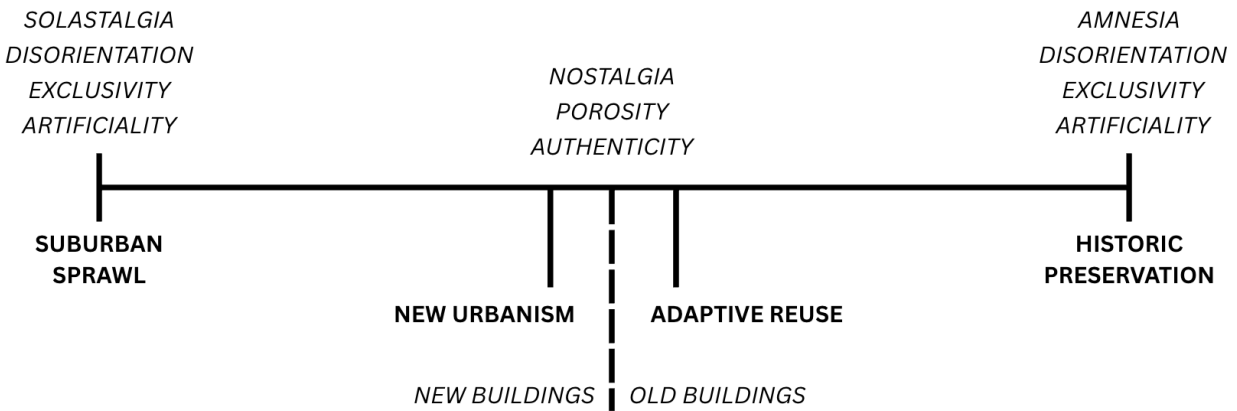 SOLASTALGIA
DISORIENTATION
EXCLUSIVITY
ARTIFICIALITY
NOSTALGIA
POROSITY
AUTHENTICITY
AMNESIA
DISORIENTATION
EXCLUSIVITY
ARTIFICIALITY
SUBURBAN
SPRAWL
NEW URBANISM
ADAPTIVE REUSE
HISTORIC
PRESERVATION
NEW BUILDINGS
OLD BUILDINGS